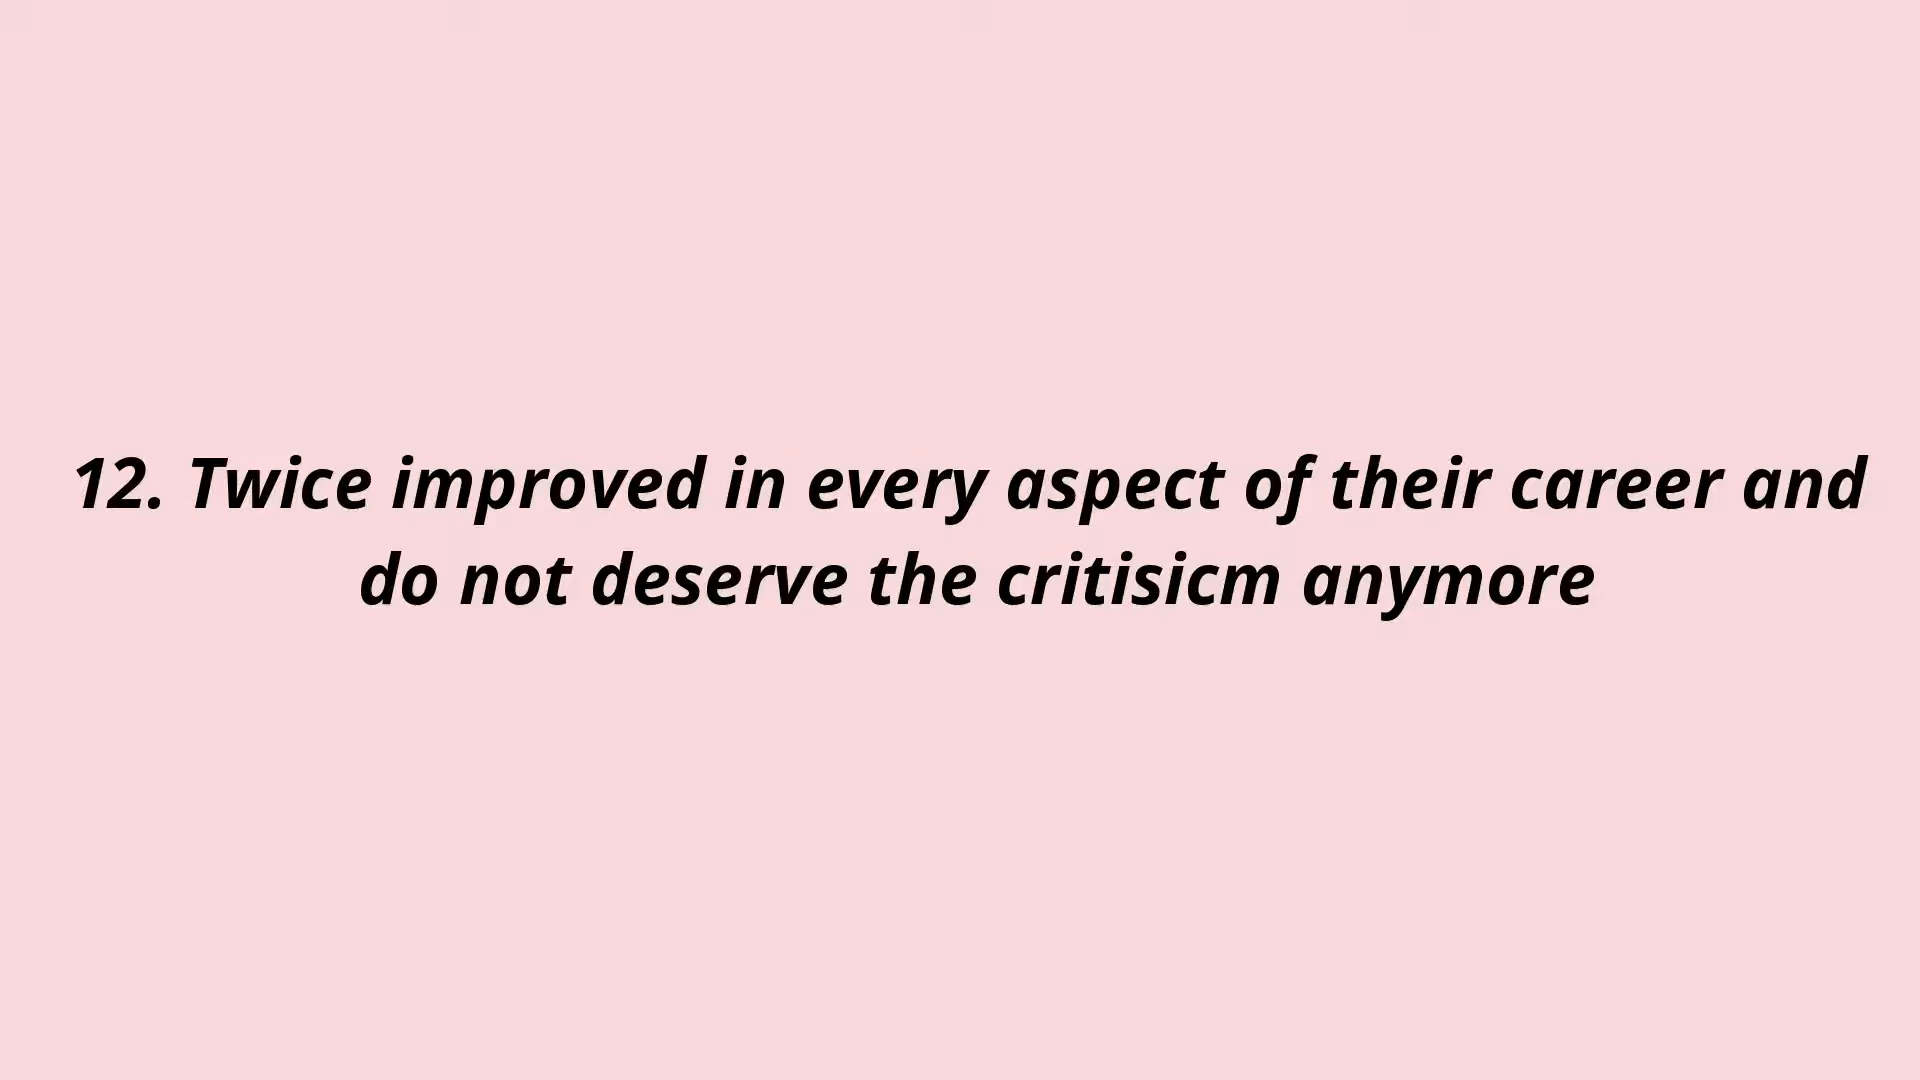 12. Twice improved in every aspect of their career and
do not deserve the critisicm anymore